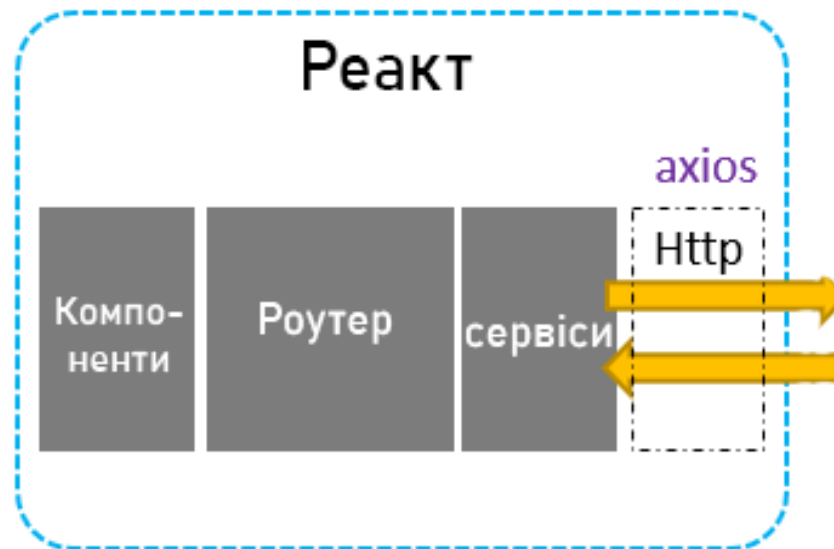 Реакт
axios
Http
Компо-
ненти
Роутер
сервіси